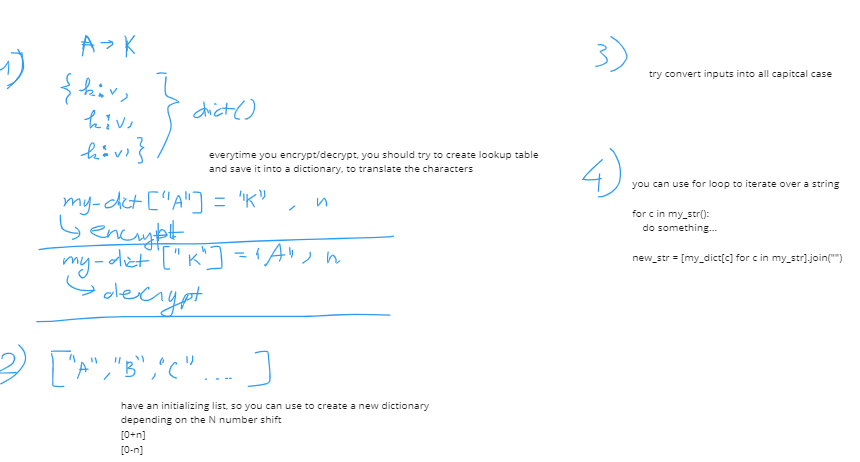 1)
A → K
{k:v,
k:v,
k:v,}
dict()
everytime you encrypt/decrypt, you should try to create lookup table
and save it into a dictionary, to translate the characters
my-dict["A"] = "K" , n
↳ encrypt
my-dict ["K"] = "A" , n
↳ decrypt
2)
["A","B","C" .... ]
have an initializing list, so you can use to create a new dictionary
depending on the N number shift
[0+n]
[0-n]
3)
try convert inputs into all capitcal case
4)
you can use for loop to iterate over a string
for c in my_str():
do something...
new_str = [my_dict[c] for c in my_str].join("")